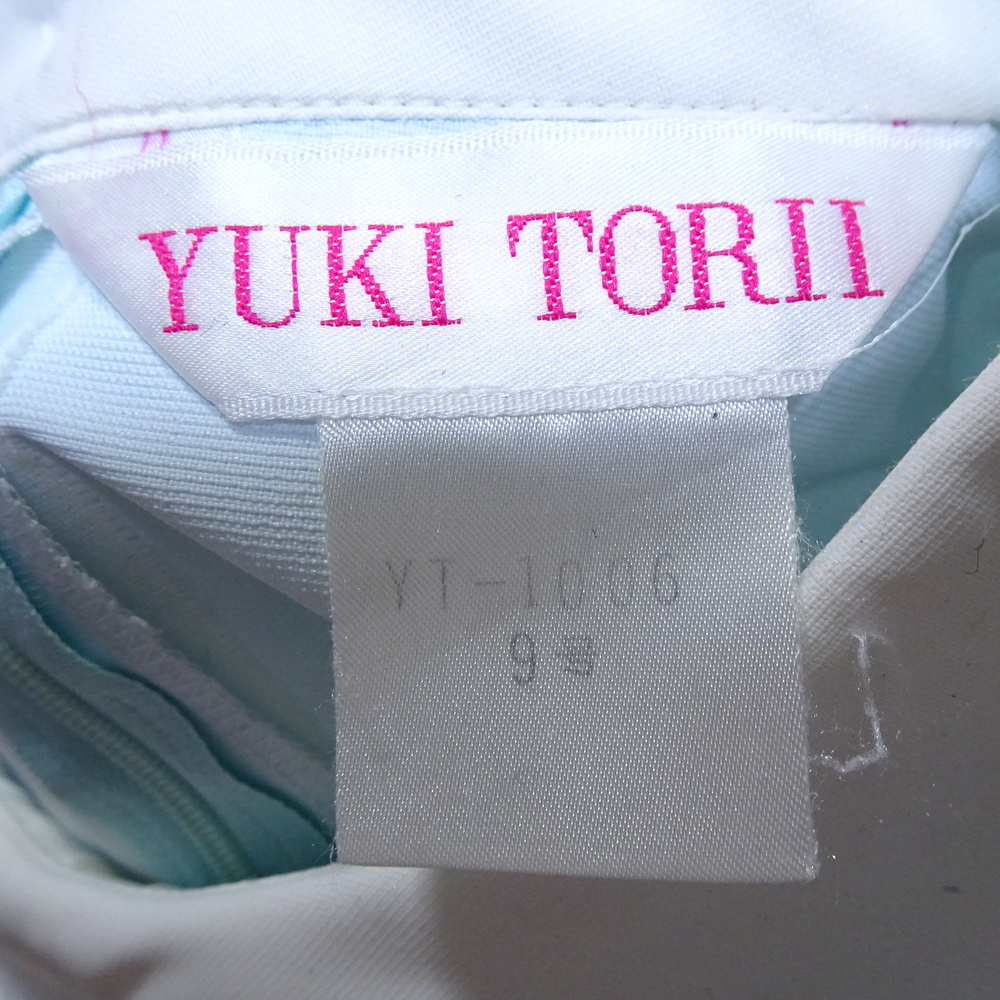 YUKI TORII
YT-1006
9号